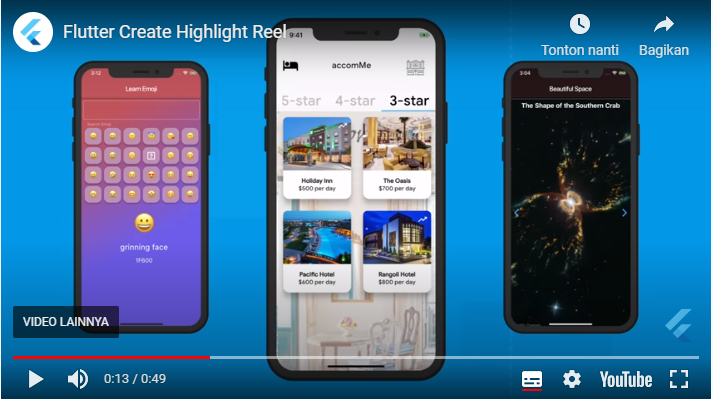 Flutter Create Highlight Reel
Tonton nanti
Bagikan
3:12
Learn Emoji
Search Emoji
grinning face
1F600
9:41
accomMe
5-star
4-star
3-star
Holiday Inn
$500 per day
The Oasis
$700 per day
Pacific Hotel
$600 per day
Rangoli Hotel
$800 per day
3:04
Beautiful Space
The Shape of the Southern Crab
VIDEO LAINNYA
0:13 / 0:49
YouTube